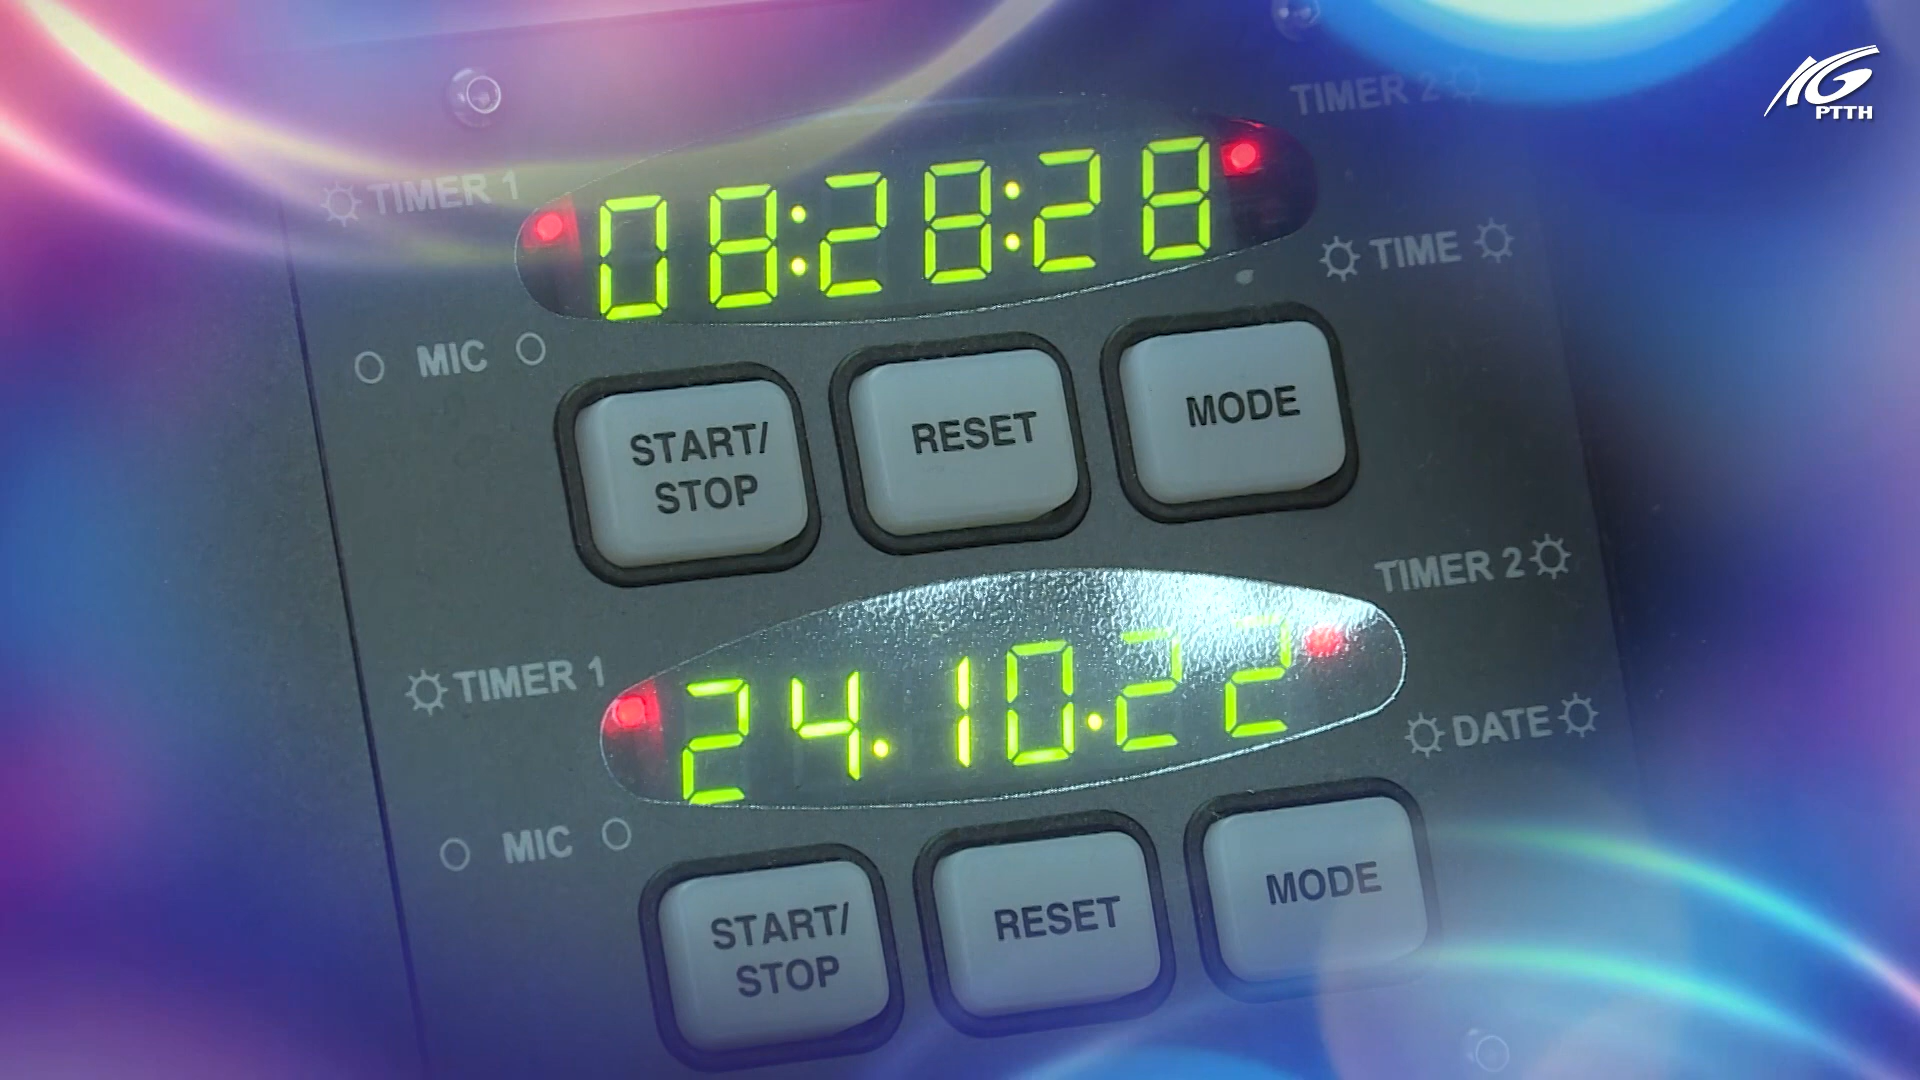 TIMER 2
KG
PTTH
TIMER 1
08:28:28
TIME
MIC
START/
STOP
RESET
MODE
TIMER 2
TIMER 1
24.10.22
DATE
MIC
START/
STOP
RESET
MODE